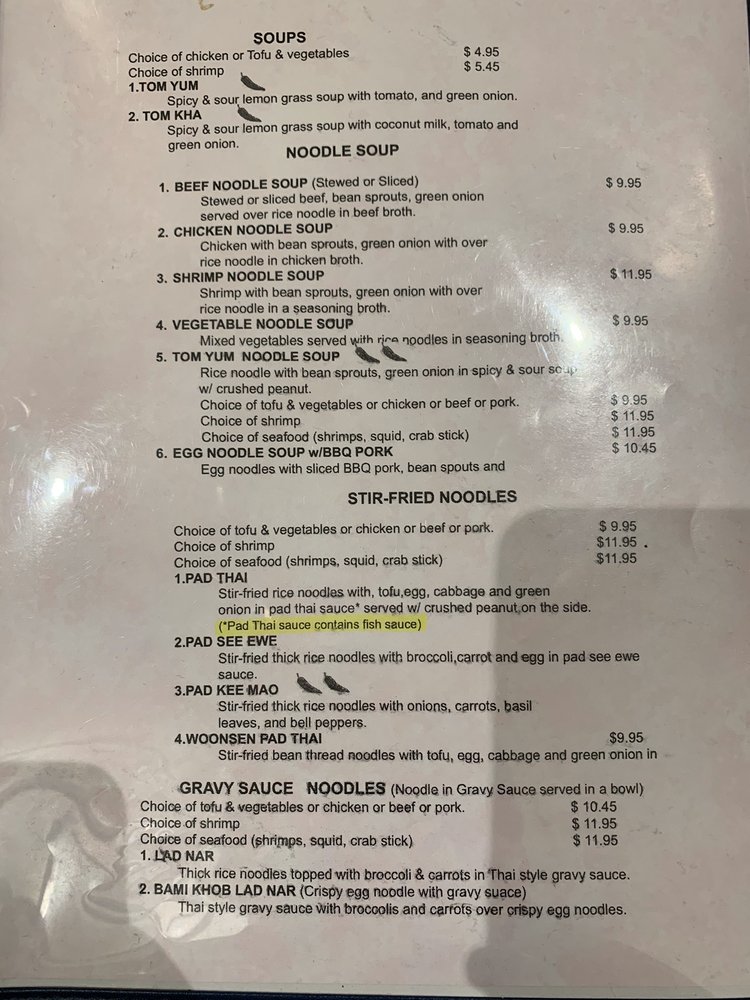 SOUPS
Choice of chicken or Tofu & vegetables $ 4.95
Choice of shrimp $ 5.45
1.TOM YUM
Spicy & sour lemon grass soup with tomato, and green onion.
2. TOM KHA
Spicy & sour lemon grass soup with coconut milk, tomato and
green onion.
NOODLE SOUP
1. BEEF NOODLE SOUP (Stewed or Sliced) $ 9.95
Stewed or sliced beef, bean sprouts, green onion
served over rice noodle in beef broth.
2. CHICKEN NOODLE SOUP $ 9.95
Chicken with bean sprouts, green onion with over
rice noodle in chicken broth.
3. SHRIMP NOODLE SOUP $ 11.95
Shrimp with bean sprouts, green onion with over
rice noodle in a seasoning broth.
4. VEGETABLE NOODLE SOUP $ 9.95
Mixed vegetables served with rice noodles in seasoning broth.
5. TOM YUM NOODLE SOUP
Rice noodle with bean sprouts, green onion in spicy & sour soup
w/ crushed peanut.
Choice of tofu & vegetables or chicken or beef or pork. $ 9.95
Choice of shrimp $ 11.95
Choice of seafood (shrimps, squid, crab stick) $ 11.95
6. EGG NOODLE SOUP w/BBQ PORK $ 10.45
Egg noodles with sliced BBQ pork, bean spouts and
STIR-FRIED NOODLES
Choice of tofu & vegetables or chicken or beef or pork. $ 9.95
Choice of shrimp $11.95 .
Choice of seafood (shrimps, squid, crab stick) $11.95
1.PAD THAI
Stir-fried rice noodles with, tofu,egg, cabbage and green
onion in pad thai sauce* served w/ crushed peanut on the side.
(*Pad Thai sauce contains fish sauce)
2.PAD SEE EWE
Stir-fried thick rice noodles with broccoli,carrot and egg in pad see ewe
sauce.
3.PAD KEE MAO
Stir-fried thick rice noodles with onions, carrots, basil
leaves, and bell peppers.
4.WOONSEN PAD THAI $9.95
Stir-fried bean thread noodles with tofu, egg, cabbage and green onion in
GRAVY SAUCE NOODLES (Noodle in Gravy Sauce served in a bowl)
Choice of tofu & vegetables or chicken or beef or pork. $ 10.45
Choice of shrimp $ 11.95
Choice of seafood (shrimps, squid, crab stick) $ 11.95
1. LAD NAR
Thick rice noodles topped with broccoli & carrots in Thai style gravy sauce.
2. BAMI KHOB LAD NAR (Crispy egg noodle with gravy suace)
Thai style gravy sauce with brocoolis and carrots over crispy egg noodles.